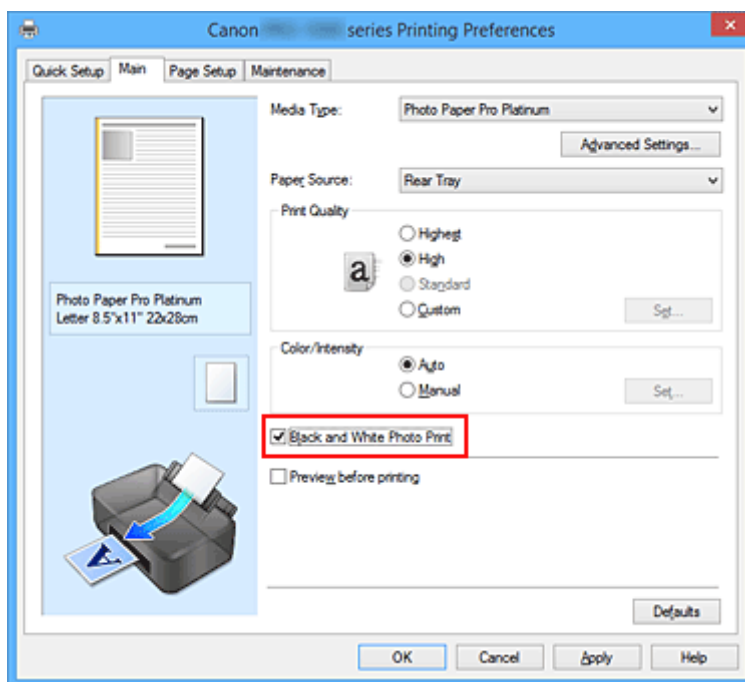 Canon series Printing Preferences
Quick Setup Main Page Setup Maintenance
Media Type: Photo Paper Pro Platinum
Advanced Settings...
Paper Source: Rear Tray
Print Quality
Highest
High
Standard
Custom Set...
a
Photo Paper Pro Platinum
Letter 8.5"x11" 22x28cm
Color/Intensity
Auto
Manual Set...
Black and White Photo Print
Preview before printing
A
Defaults
OK Cancel Apply Help